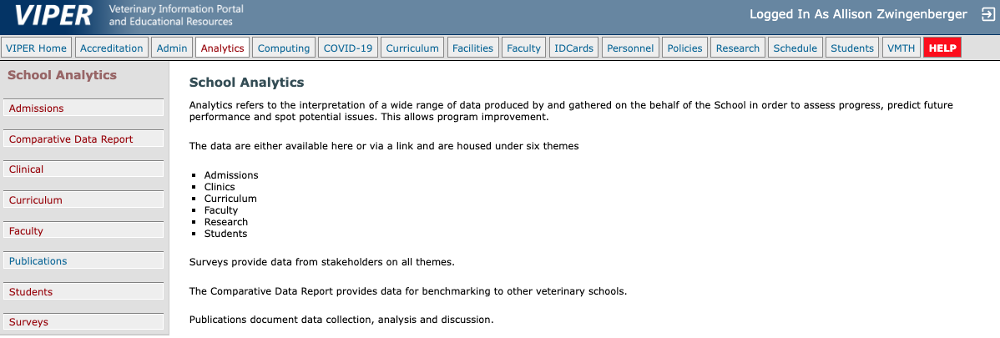 VIPER
Veterinary Information Portal
and Educational Resources
Logged In As Allison Zwingenberger
VIPER Home
Accreditation
Admin
Analytics
Computing
COVID-19
Curriculum
Facilities
Faculty
IDCards
Personnel
Policies
Research
Schedule
Students
VMTH
HELP
School Analytics
Admissions
Comparative Data Report
Clinical
Curriculum
Faculty
Publications
Students
Surveys
School Analytics
Analytics refers to the interpretation of a wide range of data produced by and gathered on the behalf of the School in order to assess progress, predict future
performance and spot potential issues. This allows program improvement.
The data are either available here or via a link and are housed under six themes
Admissions
Clinics
Curriculum
Faculty
Research
Students
Surveys provide data from stakeholders on all themes.
The Comparative Data Report provides data for benchmarking to other veterinary schools.
Publications document data collection, analysis and discussion.